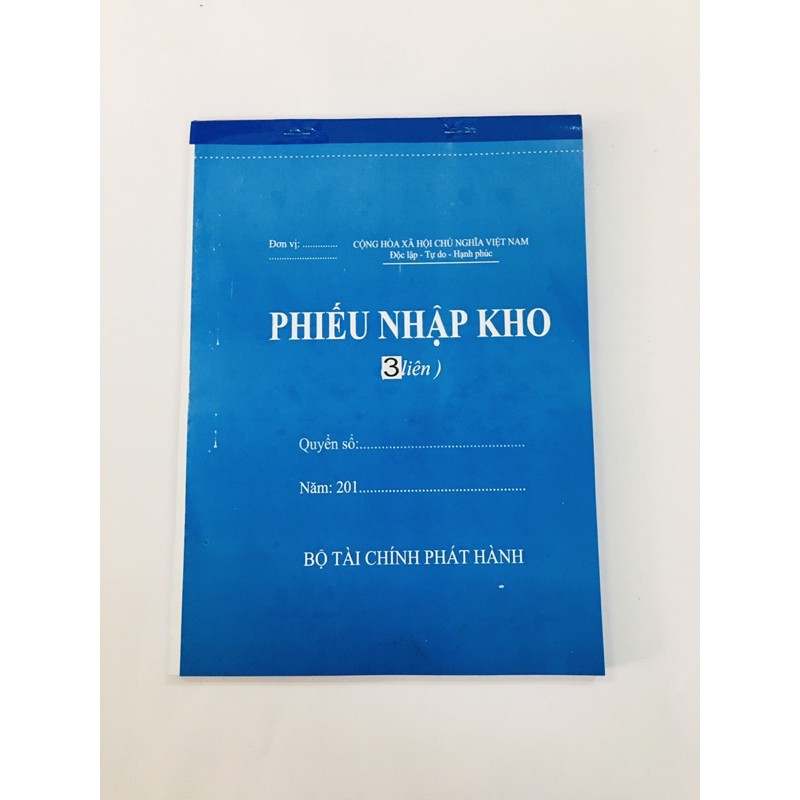 Đơn vị: ..............
...........................
CỘNG HÒA XÃ HỘI CHỦ NGHĨA VIỆT NAM
Độc lập - Tự do - Hạnh phúc
PHIẾU NHẬP KHO
3 liên )
Quyển sổ:.............................................
Năm: 201.............................................
BỘ TÀI CHÍNH PHÁT HÀNH